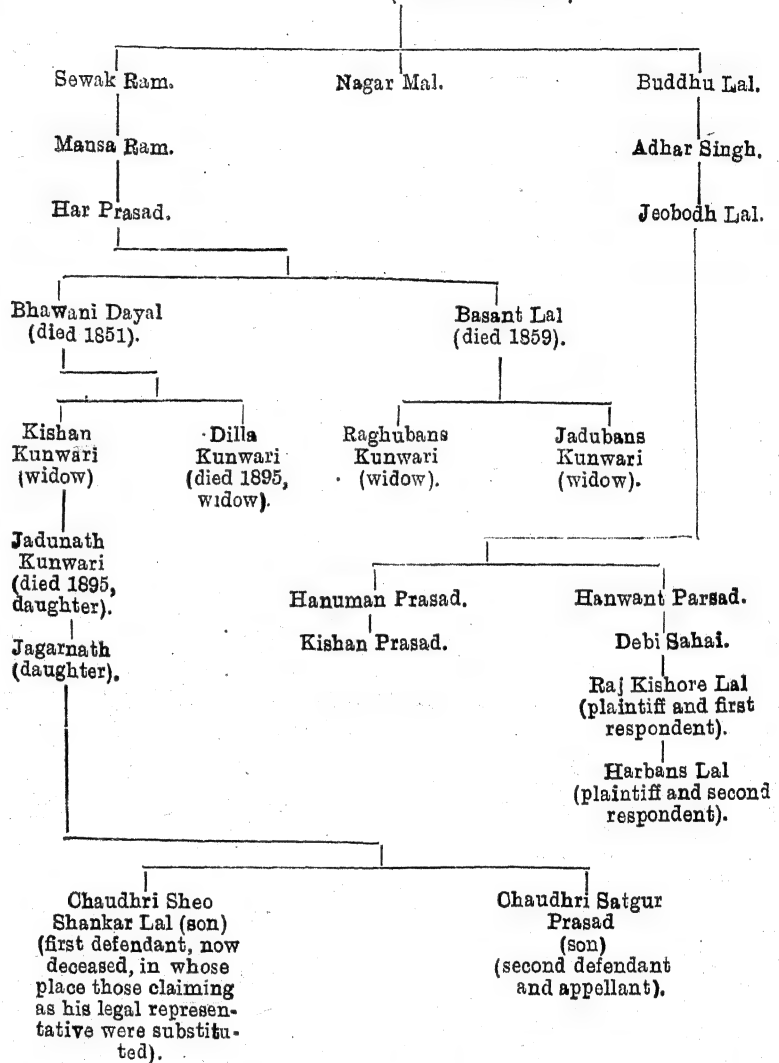 Sewak Ram. Nagar Mal. Buddhu Lal.
Mansa Ram. Adhar Singh.
Har Prasad. Jeobodh Lal.
Bhawani Dayal
(died 1851).
Basant Lal
(died 1859).
Kishan
Kunwari
(widow)
Dilla
Kunwari
(died 1895,
widow).
Raghubans
Kunwari
(widow).
Jadubans
Kunwari
(widow).
Jadunath
Kunwari
(died 1895,
daughter).
Jagarnath
(daughter).
Hanuman Prasad.
Kishan Prasad.
Hanwant Parsad.
Debi Sahai.
Raj Kishore Lal
(plaintiff and first
respondent).
Harbans Lal
(plaintiff and second
respondent).
Chaudhri Sheo
Shankar Lal (son)
(first defendant, now
deceased, in whose
place those claiming
as his legal represen-
tative were substitu-
ted).
Chaudhri Satgur
Prasad
(son)
(second defendant
and appellant).